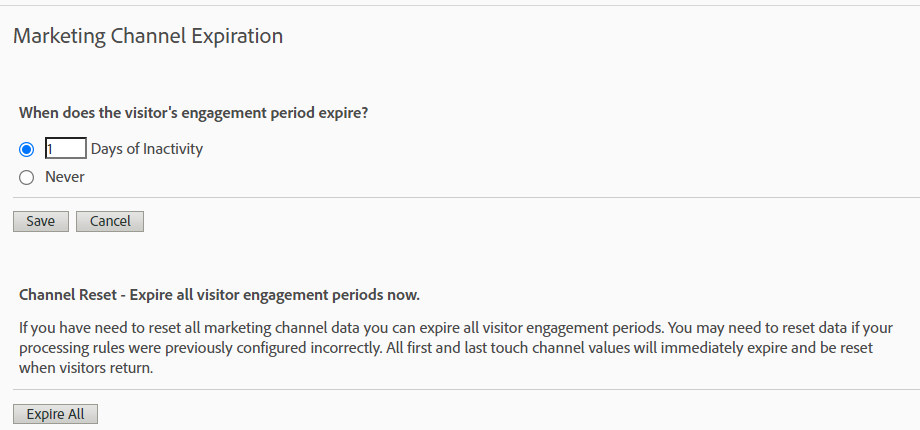 Marketing Channel Expiration
When does the visitor's engagement period expire?
1 Days of Inactivity
Never
Save Cancel
Channel Reset - Expire all visitor engagement periods now.
If you have need to reset all marketing channel data you can expire all visitor engagement periods. You may need to reset data if your
processing rules were previously configured incorrectly. All first and last touch channel values will immediately expire and be reset
when visitors return.
Expire All